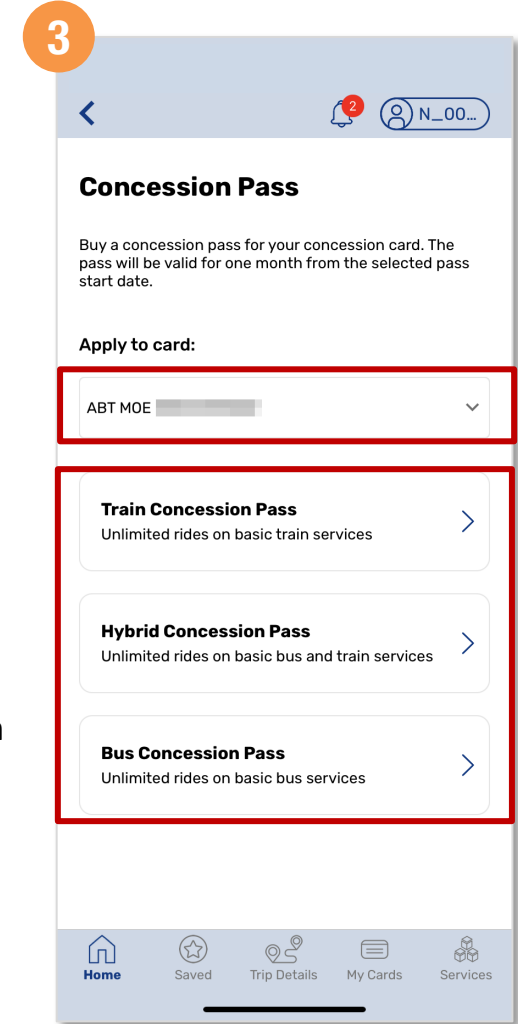 3
2
N_00…
Concession Pass
Buy a concession pass for your concession card. The
pass will be valid for one month from the selected pass
start date.
Apply to card:
ABT MOE
Train Concession Pass
Unlimited rides on basic train services
Hybrid Concession Pass
Unlimited rides on basic bus and train services
Bus Concession Pass
Unlimited rides on basic bus services
Home
Saved
Trip Details
My Cards
Services